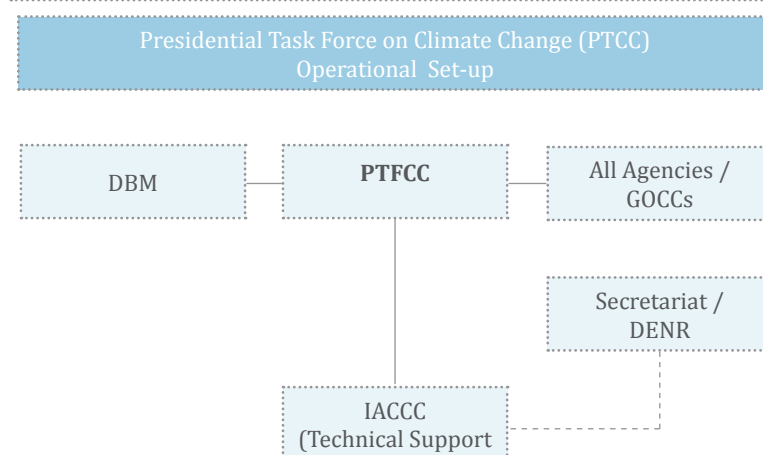 Presidential Task Force on Climate Change (PTCC)
Operational Set-up
DBM
PTFCC
All Agencies /
GOCCs
Secretariat /
DENR
IACCC
(Technical Support